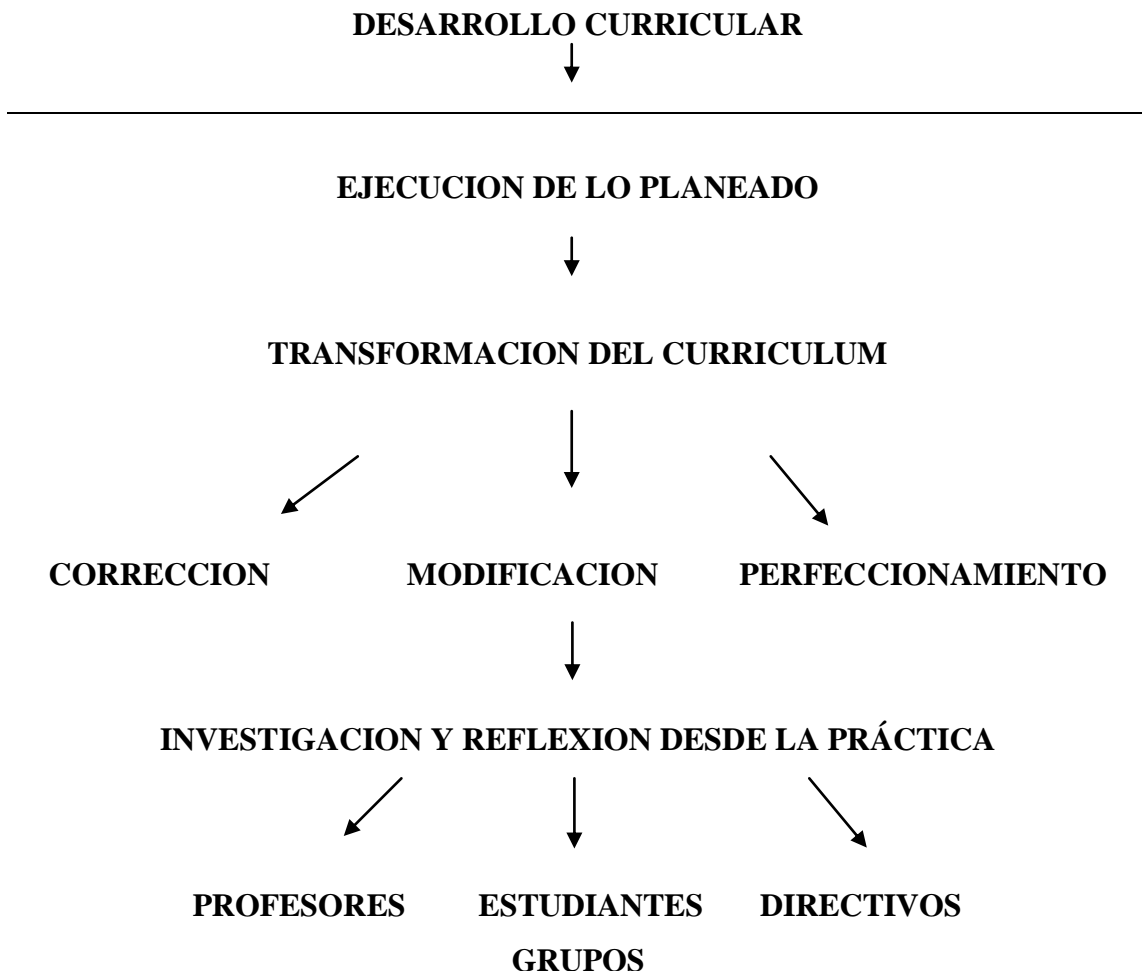 DESARROLLO CURRICULAR
EJECUCION DE LO PLANEADO
TRANSFORMACION DEL CURRICULUM
CORRECCION MODIFICACION PERFECCIONAMIENTO
INVESTIGACION Y REFLEXION DESDE LA PRÁCTICA
PROFESORES ESTUDIANTES DIRECTIVOS
GRUPOS